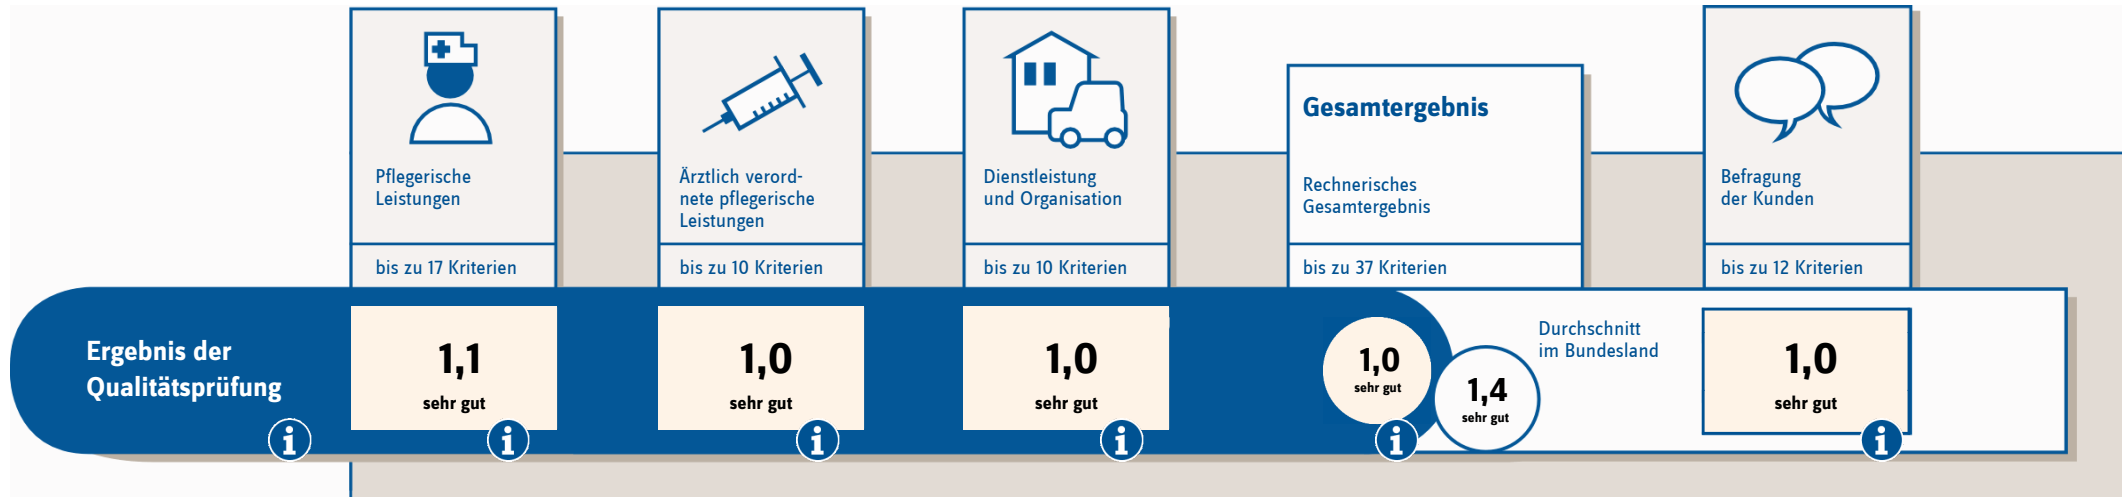 Pflegerische
Leistungen
bis zu 17 Kriterien
Ärztlich verord-
nete pflegerische
Leistungen
bis zu 10 Kriterien
Dienstleistung
und Organisation
bis zu 10 Kriterien
Gesamtergebnis
Rechnerisches
Gesamtergebnis
bis zu 37 Kriterien
Befragung
der Kunden
bis zu 12 Kriterien
Ergebnis der
Qualitätsprüfung
1,1
sehr gut
1,0
sehr gut
1,0
sehr gut
1,0
sehr gut
1,4
sehr gut
Durchschnitt
im Bundesland
1,0
sehr gut